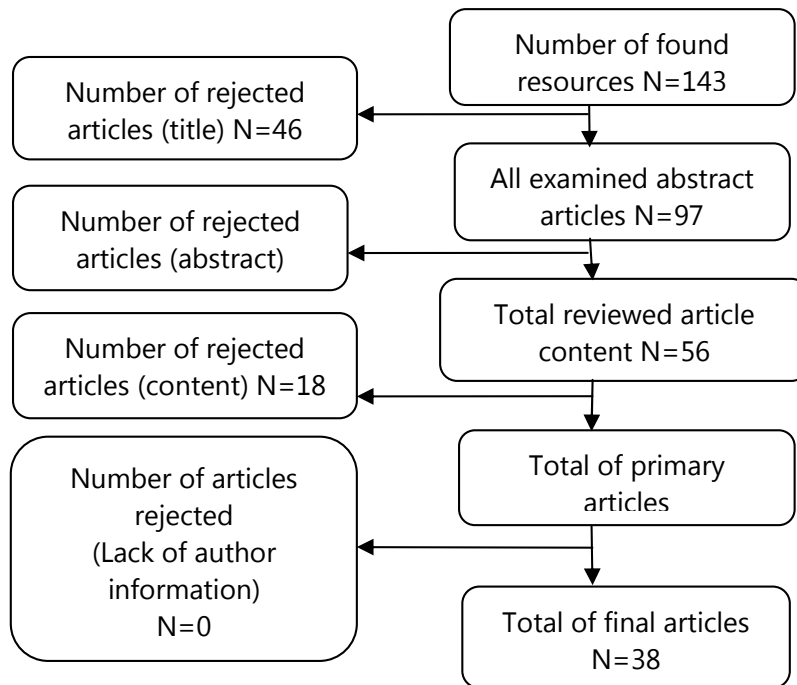 Number of found
resources N=143
Number of rejected
articles (title) N=46
All examined abstract
articles N=97
Number of rejected
articles (abstract)
Total reviewed article
content N=56
Number of rejected
articles (content) N=18
Total of primary
articles
Number of articles
rejected
(Lack of author
information)
N=0
Total of final articles
N=38